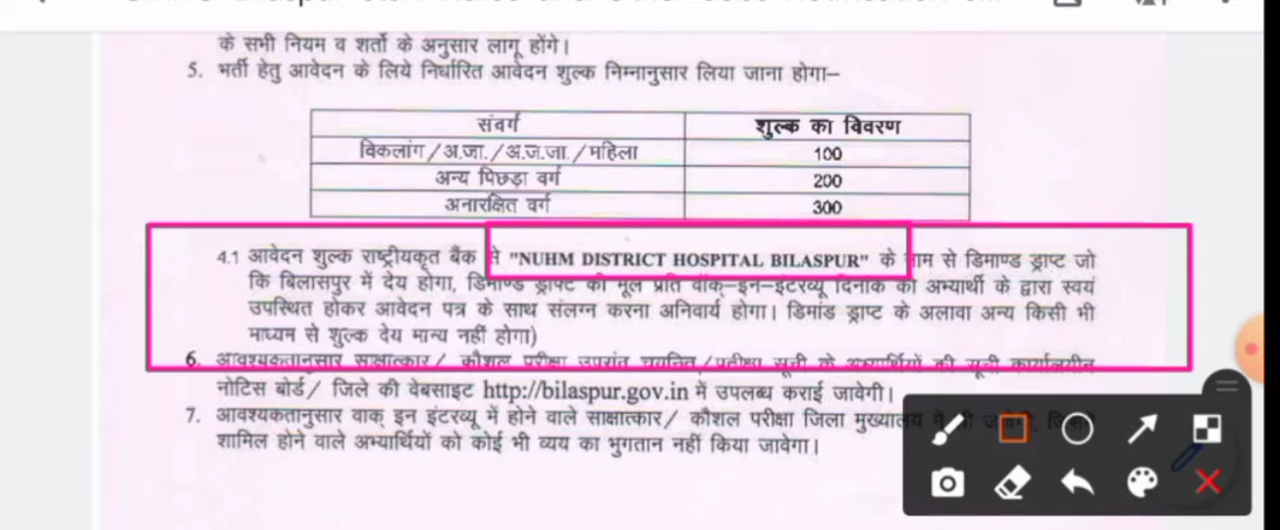 के सभी नियम व शर्तो के अनुसार लागू होंगे।
5. भर्ती हेतु आवेदन के लिये निर्धारित आवेदन शुल्क निम्नानुसार लिया जाना होगा–
संवर्ग शुल्क का विवरण
विकलांग/अ.जा./अ.ज.जा./महिला 100
अन्य पिछड़ा वर्ग 200
अनारक्षित वर्ग 300
4.1 आवेदन शुल्क राष्ट्रीयकृत बैंक से "NUHM DISTRICT HOSPITAL BILASPUR" के नाम से डिमाण्ड ड्राप्ट जो
कि बिलासपुर में देय होगा, डिमाण्ड ड्राफ्ट की मूल प्रति वॉक्–इन–इंटरव्यू दिनांक को अभ्यार्थी के द्वारा स्वयं
उपस्थित होकर आवेदन पत्र के साथ संलग्न करना अनिवार्य होगा। डिमांड ड्राप्ट के अलावा अन्य किसी भी
माध्यम से शुल्क देय मान्य नहीं होगा)
6. आवश्यकतानुसार साक्षात्कार/ कौशल परीक्षा उपरांत चयनित/प्रतीक्षा सूची के अभ्यार्थियों की सूची कार्यालयीन
नोटिस बोर्ड/ जिले की वेबसाइट http://bilaspur.gov.in में उपलब्ध कराई जावेगी।
7. आवश्यकतानुसार वाक् इन इंटरव्यू में होने वाले साक्षात्कार/ कौशल परीक्षा जिला मुख्यालय में
शामिल होने वाले अभ्यार्थियों को कोई भी व्यय का भुगतान नहीं किया जावेगा।